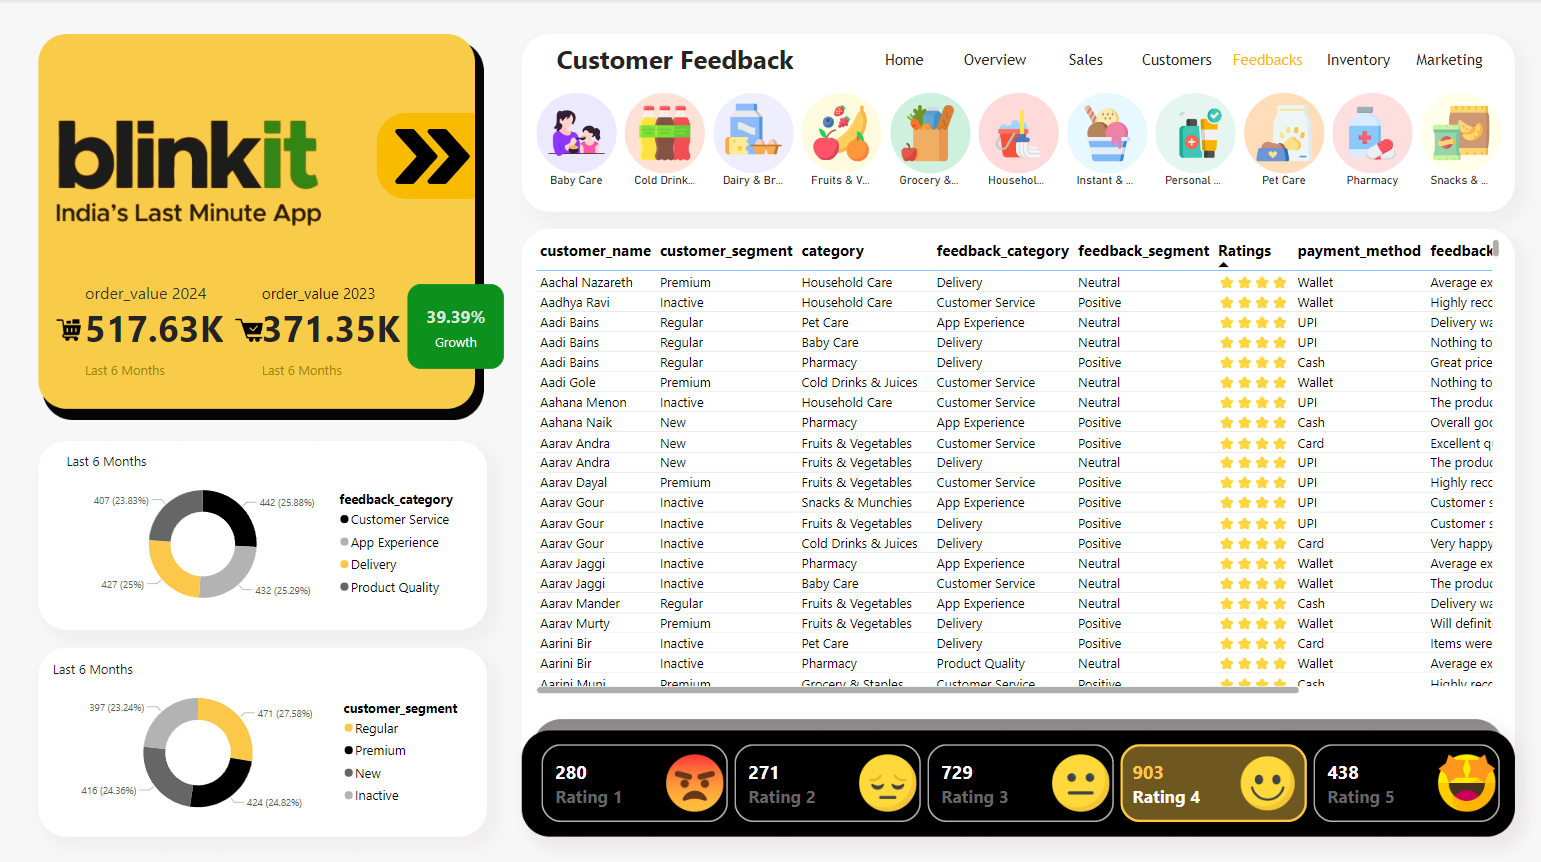 blinkit
India's Last Minute App
order_value 2024
517.63K
Last 6 Months
order_value 2023
371.35K
Last 6 Months
39.39%
Growth
Last 6 Months
407 (23.83%)
442 (25.88%)
427 (25%)
432 (25.29%)
feedback_category
Customer Service
App Experience
Delivery
Product Quality
Last 6 Months
397 (23.24%)
471 (27.58%)
416 (24.36%)
424 (24.82%)
customer_segment
Regular
Premium
New
Inactive
Customer Feedback
Home Overview Sales Customers Feedbacks Inventory Marketing
Baby Care Cold Drink... Dairy & Br... Fruits & V... Grocery &... Househol... Instant & ... Personal ... Pet Care Pharmacy Snacks & ...
customer_name customer_segment category feedback_category feedback_segment Ratings payment_method feedback
Aachal Nazareth Premium Household Care Delivery Neutral Wallet Average ex
Aadhya Ravi Inactive Household Care Customer Service Positive Wallet Highly recc
Aadi Bains Regular Pet Care App Experience Neutral UPI Delivery wa
Aadi Bains Regular Baby Care Delivery Neutral UPI Nothing to
Aadi Bains Regular Pharmacy Delivery Positive Cash Great price
Aadi Gole Premium Cold Drinks & Juices Customer Service Neutral Wallet Nothing to
Aahana Menon Inactive Household Care Customer Service Neutral UPI The produc
Aahana Naik New Pharmacy App Experience Positive Cash Overall goo
Aarav Andra New Fruits & Vegetables Customer Service Positive Card Excellent q
Aarav Andra New Fruits & Vegetables Delivery Neutral UPI The produc
Aarav Dayal Premium Fruits & Vegetables Customer Service Positive UPI Highly recc
Aarav Gour Inactive Snacks & Munchies App Experience Positive UPI Customer s
Aarav Gour Inactive Fruits & Vegetables Delivery Positive UPI Customer s
Aarav Gour Inactive Cold Drinks & Juices Delivery Positive Card Very happy
Aarav Jaggi Inactive Pharmacy App Experience Neutral Wallet Average ex
Aarav Jaggi Inactive Baby Care Customer Service Neutral Wallet The produc
Aarav Mander Regular Fruits & Vegetables App Experience Neutral Cash Delivery wa
Aarav Murty Premium Fruits & Vegetables Delivery Positive Wallet Will definit
Aarini Bir Inactive Pet Care Delivery Positive Card Items were
Aarini Bir Inactive Pharmacy Product Quality Neutral Wallet Average ex
Aarini Muni Premium Grocery & Staples Customer Service Positive Cash Highly recc
280
Rating 1
271
Rating 2
729
Rating 3
903
Rating 4
438
Rating 5